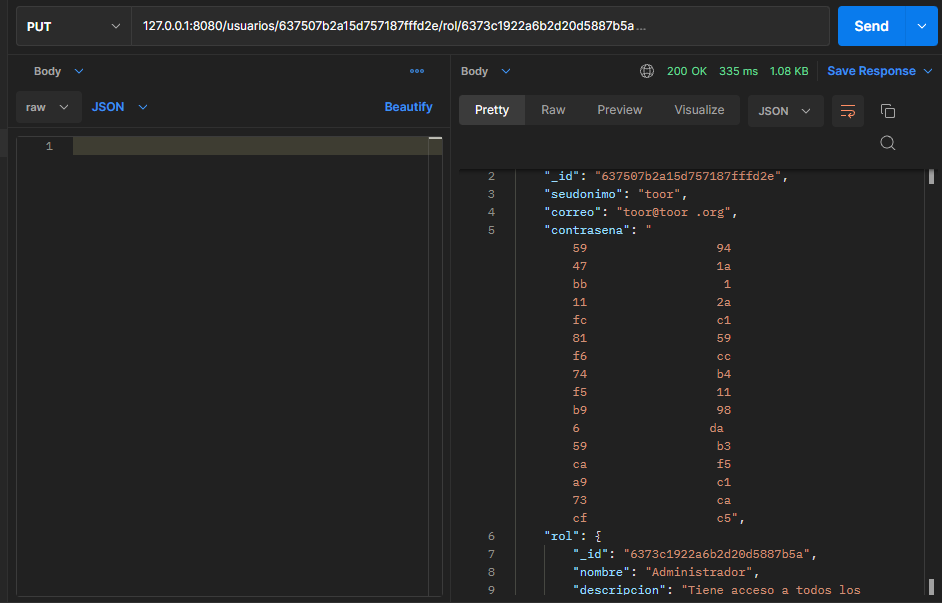 PUT 127.0.0.1:8080/usuarios/637507b2a15d757187fffd2e/rol/6373c1922a6b2d20d5887b5a... Send
Body Body 200 OK 335 ms 1.08 KB Save Response
raw JSON Beautify Pretty Raw Preview Visualize JSON
1
2 "_id": "637507b2a15d757187fffd2e",
3 "seudonimo": "toor",
4 "correo": "toor@toor .org",
5 "contrasena": "
59 94
47 1a
bb 1
11 2a
fc c1
81 59
f6 cc
74 b4
f5 11
b9 98
6 da
59 b3
ca f5
a9 c1
73 ca
cf c5",
6 "rol": {
7 "_id": "6373c1922a6b2d20d5887b5a",
8 "nombre": "Administrador",
9 "descripcion": "Tiene acceso a todos los